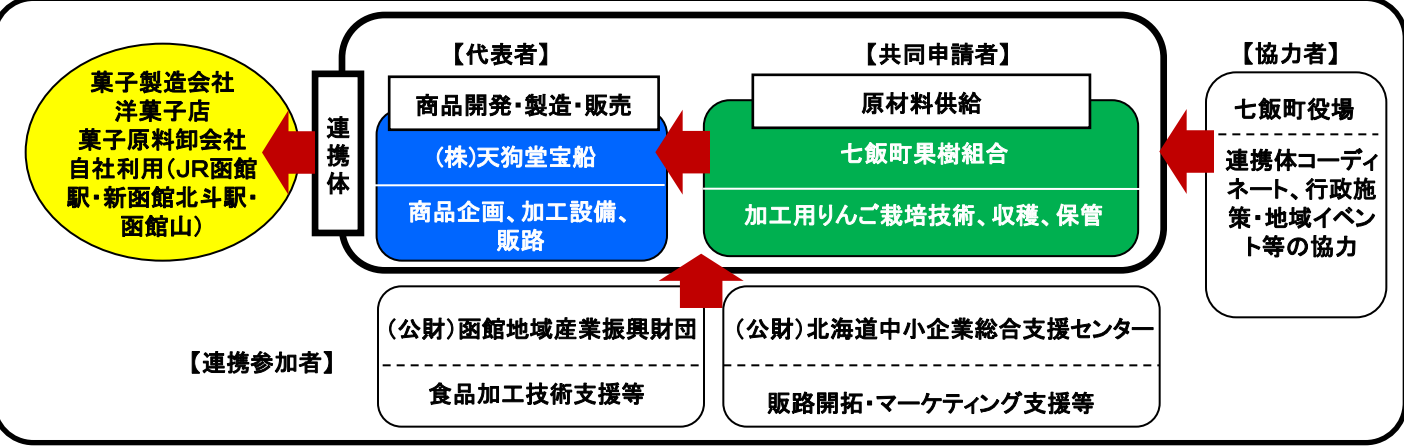 菓子製造会社
洋菓子店
菓子原料卸会社
自社利用(JR函館
駅・新函館北斗駅・
函館山)
連携体
【代表者】
商品開発・製造・販売
(株)天狗堂宝船
商品企画、加工設備、
販路
【共同申請者】
原材料供給
七飯町果樹組合
加工用りんご栽培技術、収穫、保管
【協力者】
七飯町役場
連携体コーディ
ネート、行政施
策・地域イベン
ト等の協力
【連携参加者】
(公財)函館地域産業振興財団
食品加工技術支援等
(公財)北海道中小企業総合支援センター
販路開拓・マーケティング支援等